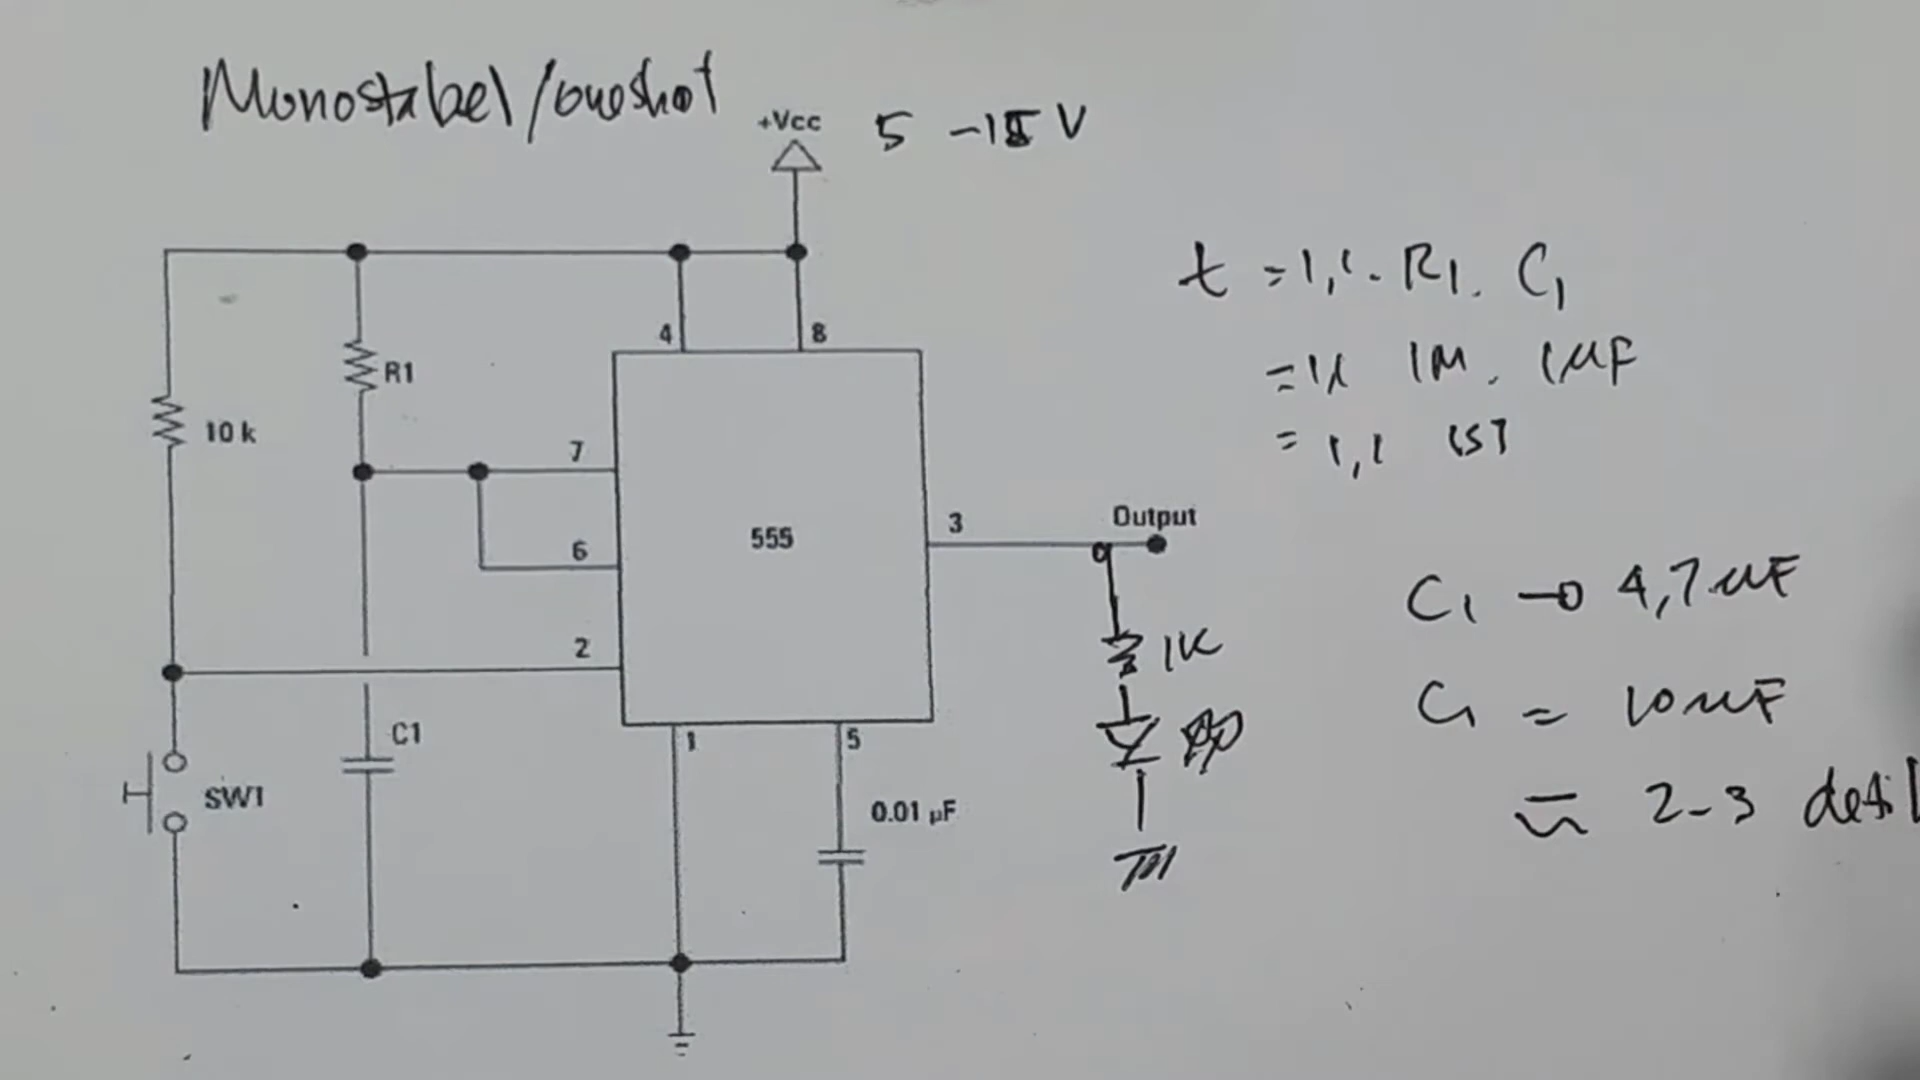 Monostabel/oneshot
+Vcc 5 -15 V
4 8
R1
10 k
7
6
555
2
3
Output
1K
1 5
C1
SW1
0.01 µF
t = 1,1. R1. C1
= 1,1 1M. 1µF
= 1,1 (s)
C1 → 4,7 µF
C1 = 10 µF
2-3